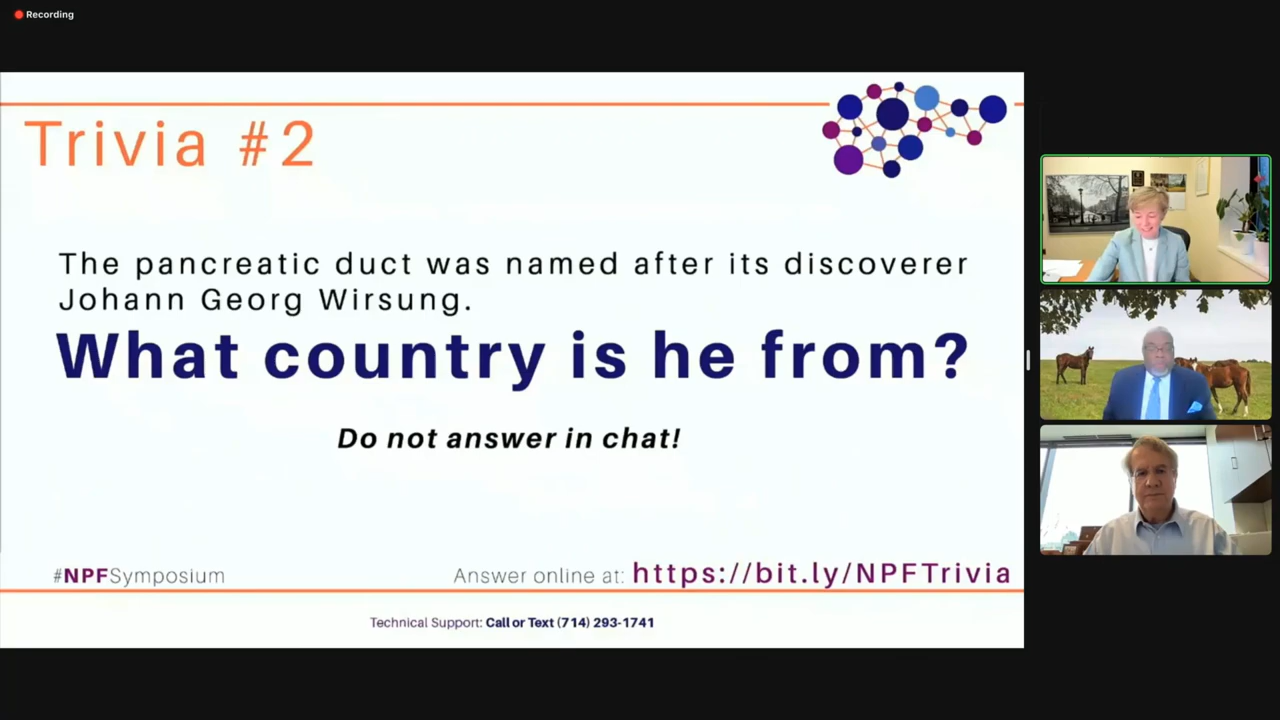 Recording
Trivia #2
The pancreatic duct was named after its discoverer
Johann Georg Wirsung.
What country is he from?
Do not answer in chat!
#NPFSymposium
Answer online at: https://bit.ly/NPFTrivia
Technical Support: Call or Text (714) 293-1741